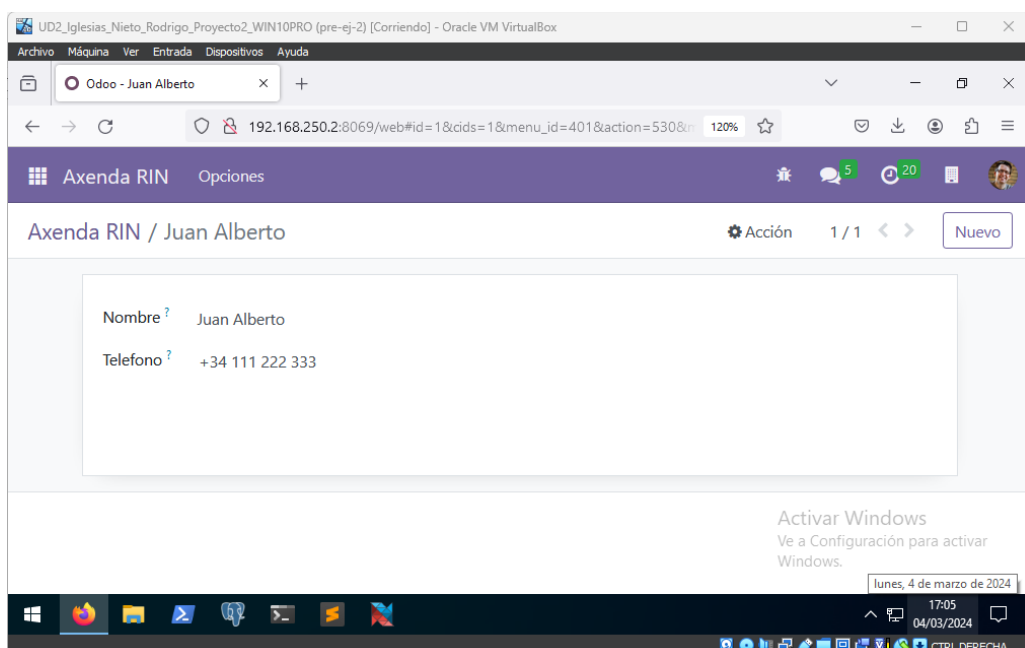 UD2_Iglesias_Nieto_Rodrigo_Proyecto2_WIN10PRO (pre-ej-2) [Corriendo] - Oracle VM VirtualBox
Archivo Máquina Ver Entrada Dispositivos Ayuda
Odoo - Juan Alberto
192.168.250.2:8069/web#id=1&cids=1&menu_id=401&action=530&
120%
Axenda RIN Opciones 5 20
Axenda RIN / Juan Alberto Acción 1 / 1 Nuevo
Nombre ? Juan Alberto
Telefono ? +34 111 222 333
Activar Windows
Ve a Configuración para activar
Windows.
lunes, 4 de marzo de 2024
17:05
04/03/2024
CTRL DERECHA